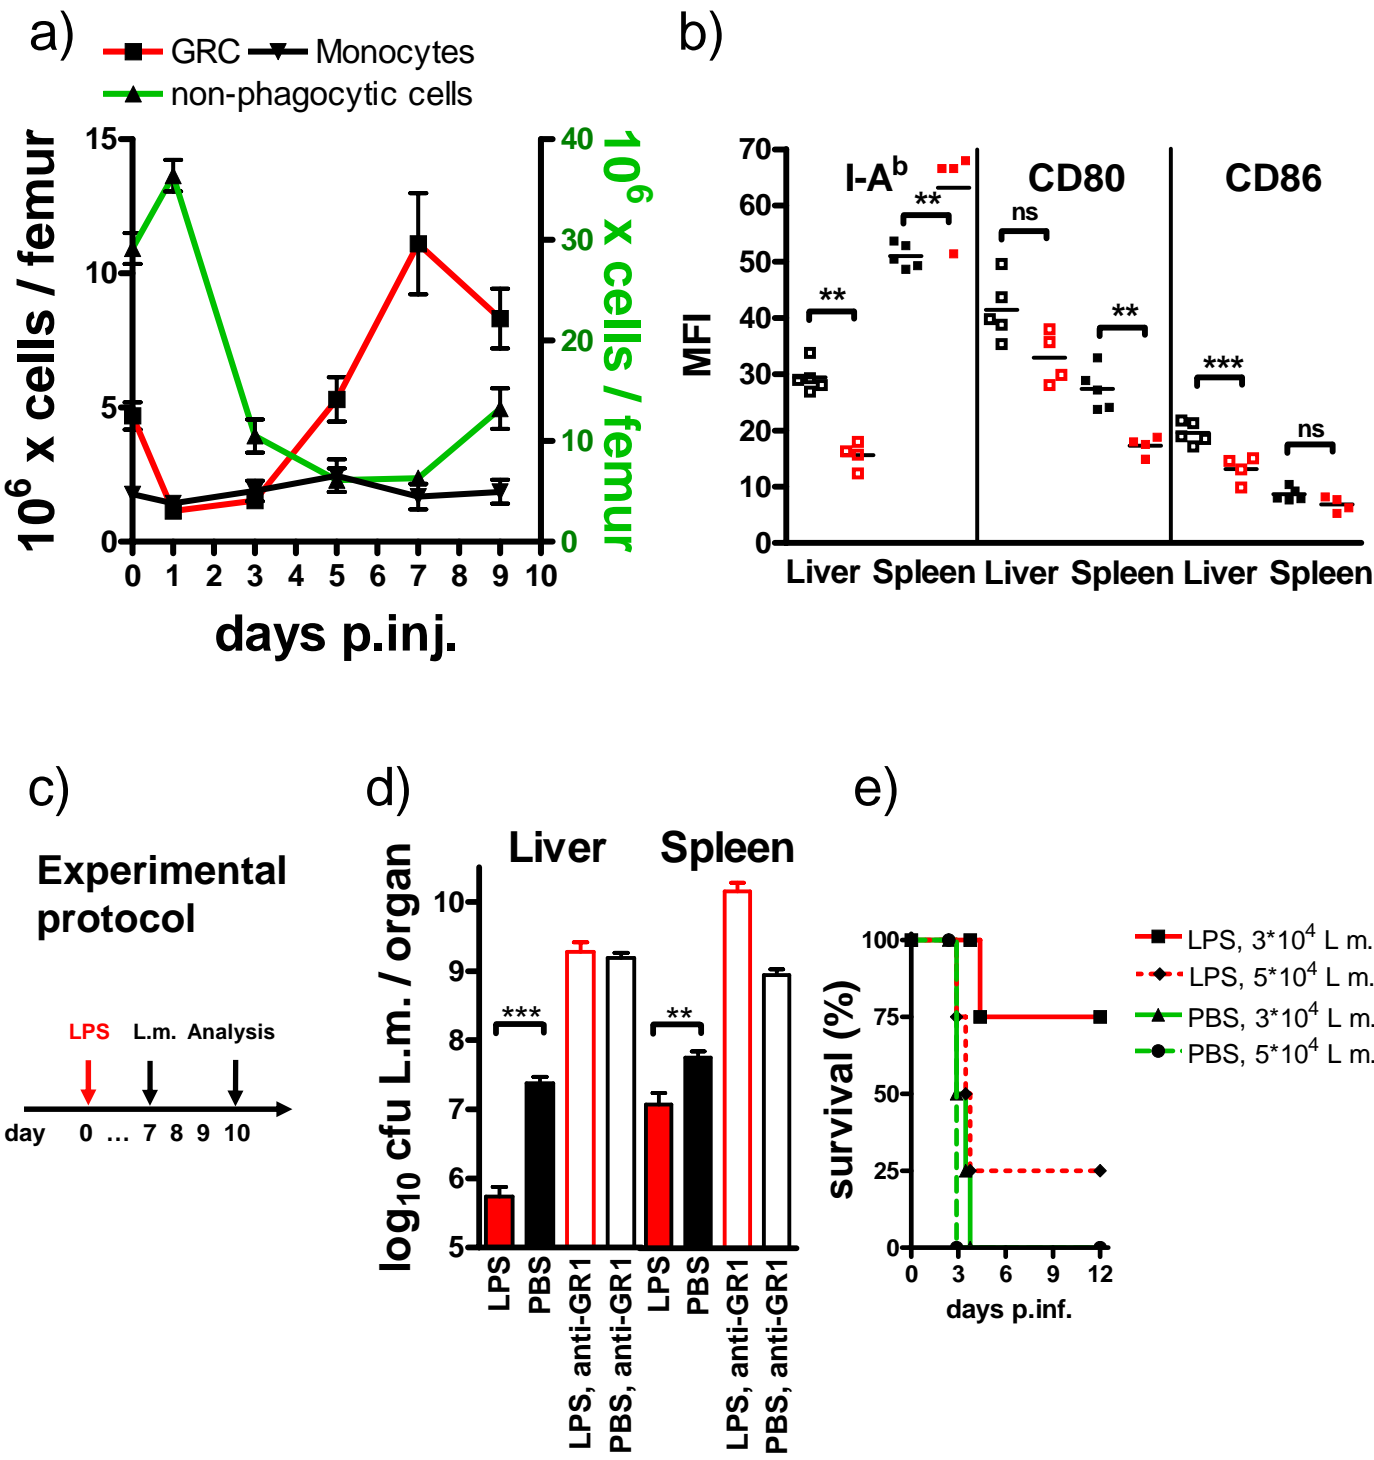 a)
GRC Monocytes
non-phagocytic cells
10⁶ x cells / femur
15
10
5
0
40
30
20
10
0
10⁶ x cells / femur
0 1 2 3 4 5 6 7 8 9 10
days p.inj.
b)
MFI
70
60
50
40
30
20
10
0
I-Aᵇ CD80 CD86
** ** ns ** *** ns
Liver Spleen Liver Spleen Liver Spleen
c)
Experimental
protocol
LPS L.m. Analysis
day 0 ... 7 8 9 10
d)
Liver Spleen
log₁₀ cfu L.m. / organ
10
9
8
7
6
5
*** **
LPS
PBS
LPS, anti-GR1
PBS, anti-GR1
LPS
PBS
LPS, anti-GR1
PBS, anti-GR1
e)
survival (%)
100
75
50
25
0
0 3 6 9 12
days p.inf.
LPS, 3*10⁴ L m.
LPS, 5*10⁴ L m.
PBS, 3*10⁴ L m.
PBS, 5*10⁴ L m.